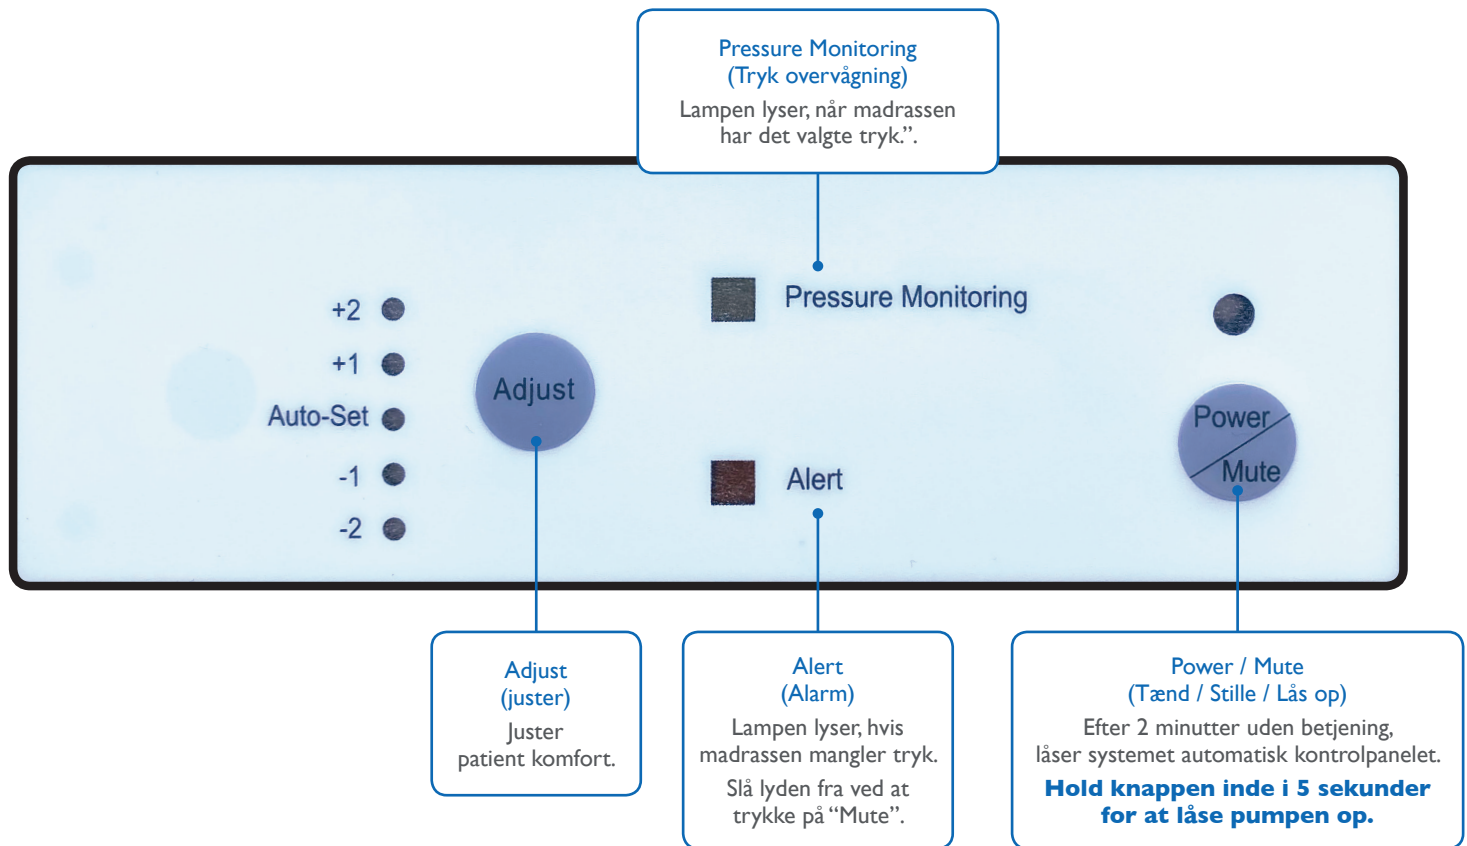 Pressure Monitoring
(Tryk overvågning)
Lampen lyser, når madrassen
har det valgte tryk.”.
+2
+1
Auto-Set
-1
-2
Adjust
Pressure Monitoring
Alert
Power
Mute
Adjust
(juster)
Juster
patient komfort.
Alert
(Alarm)
Lampen lyser, hvis
madrassen mangler tryk.
Slå lyden fra ved at
trykke på “Mute”.
Power / Mute
(Tænd / Stille / Lås op)
Efter 2 minutter uden betjening,
låser systemet automatisk kontrolpanelet.
Hold knappen inde i 5 sekunder
for at låse pumpen op.